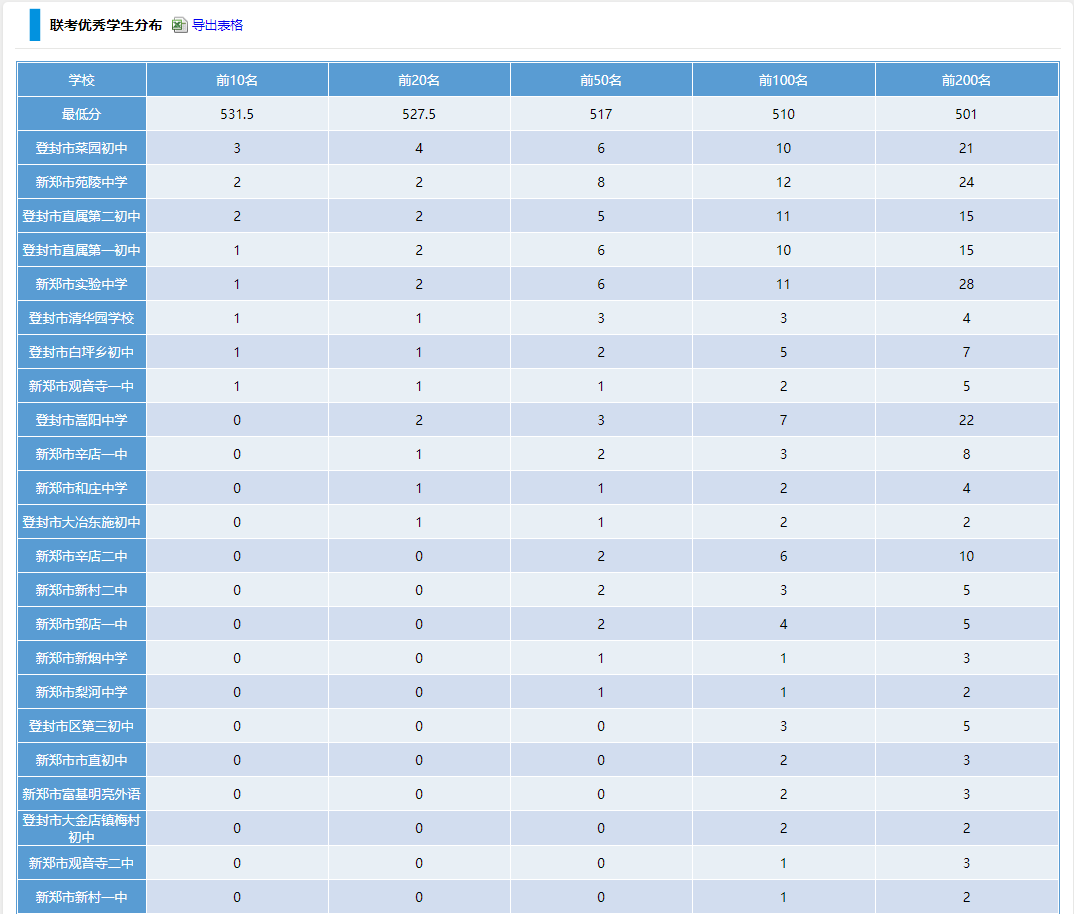 联考优秀学生分布 导出表格
学校 前10名 前20名 前50名 前100名 前200名
最低分 531.5 527.5 517 510 501
登封市菜园初中 3 4 6 10 21
新郑市苑陵中学 2 2 8 12 24
登封市直属第二初中 2 2 5 11 15
登封市直属第一初中 1 2 6 10 15
新郑市实验中学 1 2 6 11 28
登封市清华园学校 1 1 3 3 4
登封市白坪乡初中 1 1 2 5 7
新郑市观音寺一中 1 1 1 2 5
登封市嵩阳中学 0 2 3 7 22
新郑市辛店一中 0 1 2 3 8
新郑市和庄中学 0 1 1 2 4
登封市大冶东施初中 0 1 1 2 2
新郑市辛店二中 0 0 2 6 10
新郑市新村二中 0 0 2 3 5
新郑市郭店一中 0 0 2 4 5
新郑市新烟中学 0 0 1 1 3
新郑市梨河中学 0 0 1 1 2
登封市区第三初中 0 0 0 3 5
新郑市市直初中 0 0 0 2 3
新郑市富基明亮外语 0 0 0 2 3
登封市大金店镇梅村
初中 0 0 0 2 2
新郑市观音寺二中 0 0 0 1 3
新郑市新村一中 0 0 0 1 2